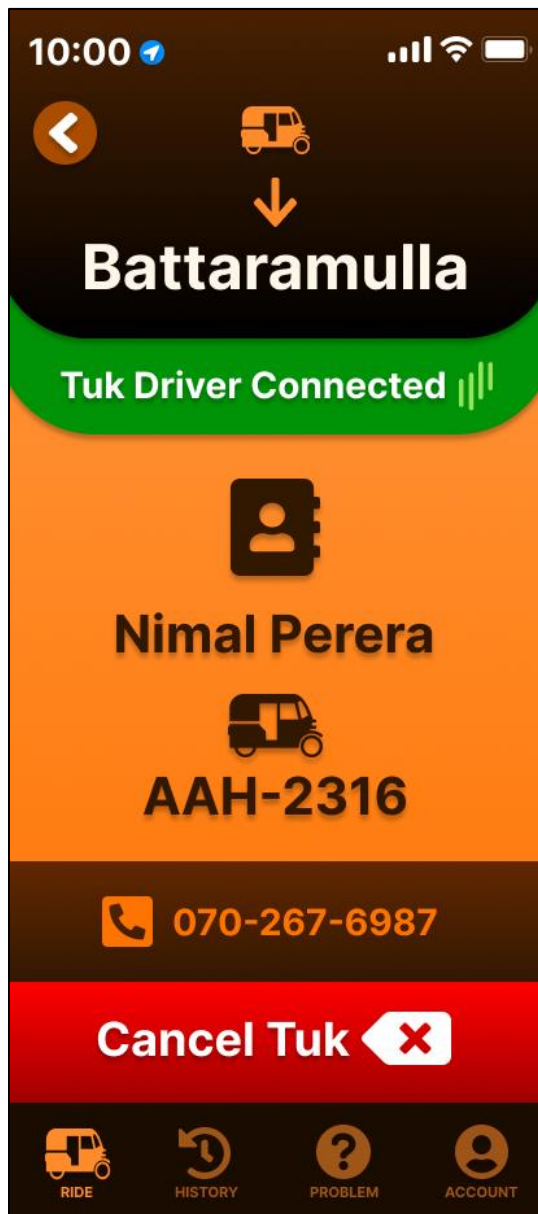 10:00
Battaramulla
Tuk Driver Connected
Nimal Perera
AAH-2316
070-267-6987
Cancel Tuk
RIDE HISTORY PROBLEM ACCOUNT